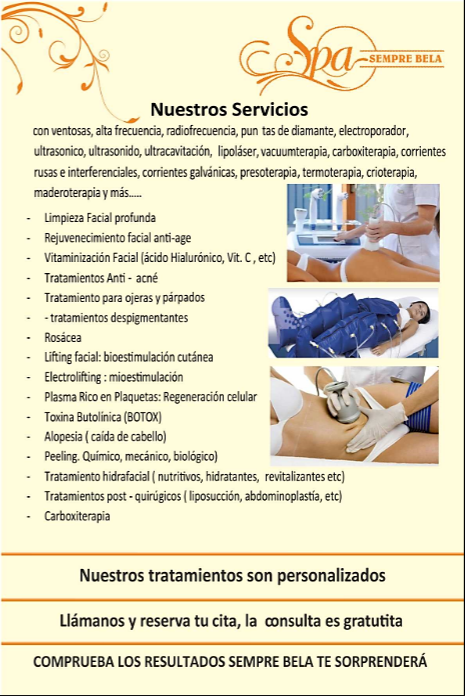 Spa
SEMPRE BELA
Nuestros Servicios
con ventosas, alta frecuencia, radiofrecuencia, pun tas de diamante, electroporador,
ultrasonico, ultrasonido, ultracavitación, lipoláser, vacuumterapia, carboxiterapia, corrientes
rusas e interferenciales, corrientes galvánicas, presoterapia, termoterapia, crioterapia,
maderoterapia y más.....
- Limpieza Facial profunda
- Rejuvenecimiento facial anti-age
- Vitaminización Facial (ácido Hialurónico, Vit. C , etc)
- Tratamientos Anti - acné
- Tratamiento para ojeras y párpados
- - tratamientos despigmentantes
- Rosácea
- Lifting facial: bioestimulación cutánea
- Electrolifting : mioestimulación
- Plasma Rico en Plaquetas: Regeneración celular
- Toxina Butolínica (BOTOX)
- Alopesia ( caída de cabello)
- Peeling. Químico, mecánico, biológico)
- Tratamiento hidrafacial ( nutritivos, hidratantes, revitalizantes etc)
- Tratamientos post - quirúgicos ( liposucción, abdominoplastía, etc)
- Carboxiterapia
Nuestros tratamientos son personalizados
Llámanos y reserva tu cita, la consulta es gratutita
COMPRUEBA LOS RESULTADOS SEMPRE BELA TE SORPRENDERÁ